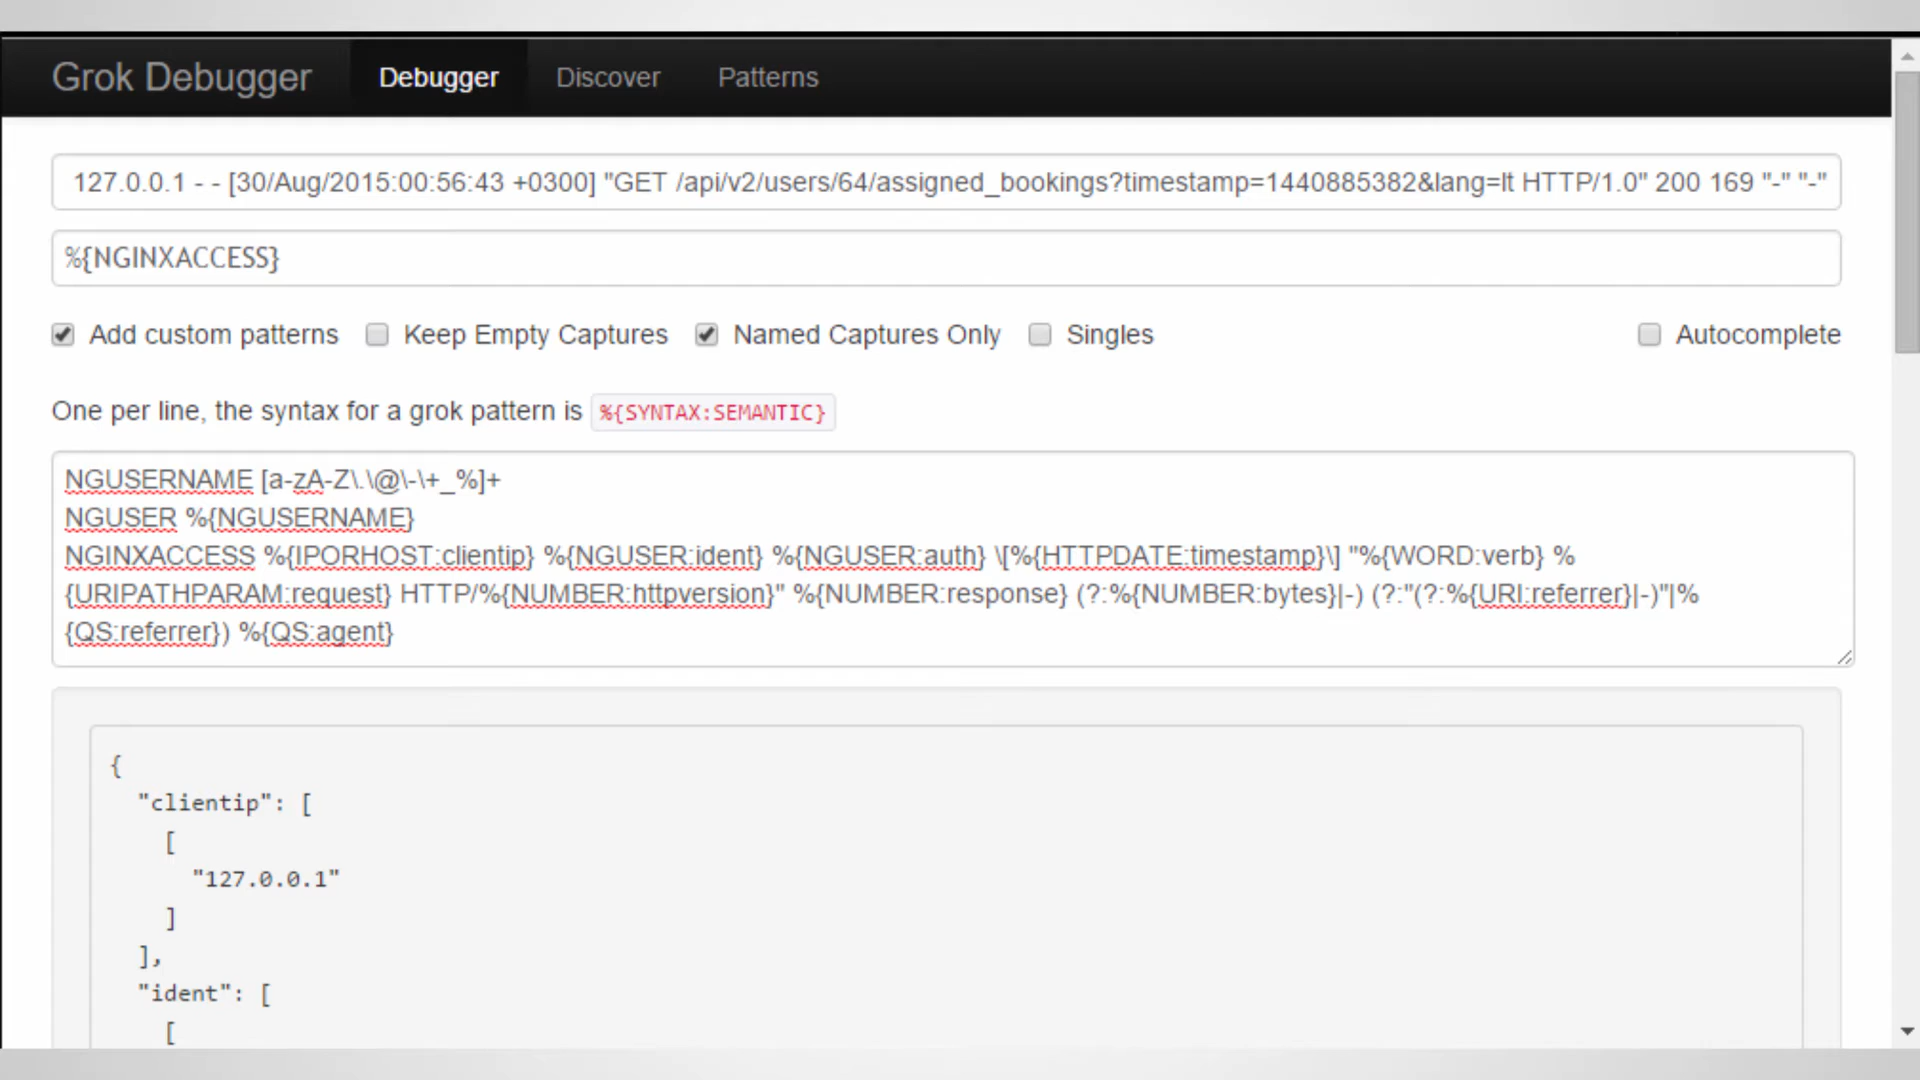 Grok Debugger Debugger Discover Patterns
127.0.0.1 - - [30/Aug/2015:00:56:43 +0300] "GET /api/v2/users/64/assigned_bookings?timestamp=1440885382&lang=lt HTTP/1.0" 200 169 "-" "-"
%{NGINXACCESS}
Add custom patterns Keep Empty Captures Named Captures Only Singles Autocomplete
One per line, the syntax for a grok pattern is %{SYNTAX:SEMANTIC}
NGUSERNAME [a-zA-Z\.\@\-\+_%]+
NGUSER %{NGUSERNAME}
NGINXACCESS %{IPORHOST:clientip} %{NGUSER:ident} %{NGUSER:auth} \[%{HTTPDATE:timestamp}\] "%{WORD:verb} %
{URIPATHPARAM:request} HTTP/%{NUMBER:httpversion}" %{NUMBER:response} (?:%{NUMBER:bytes}|-) (?:"(?:%{URI:referrer}|-)"|%
{QS:referrer}) %{QS:agent}
{
"clientip": [
[
"127.0.0.1"
]
],
"ident": [
[